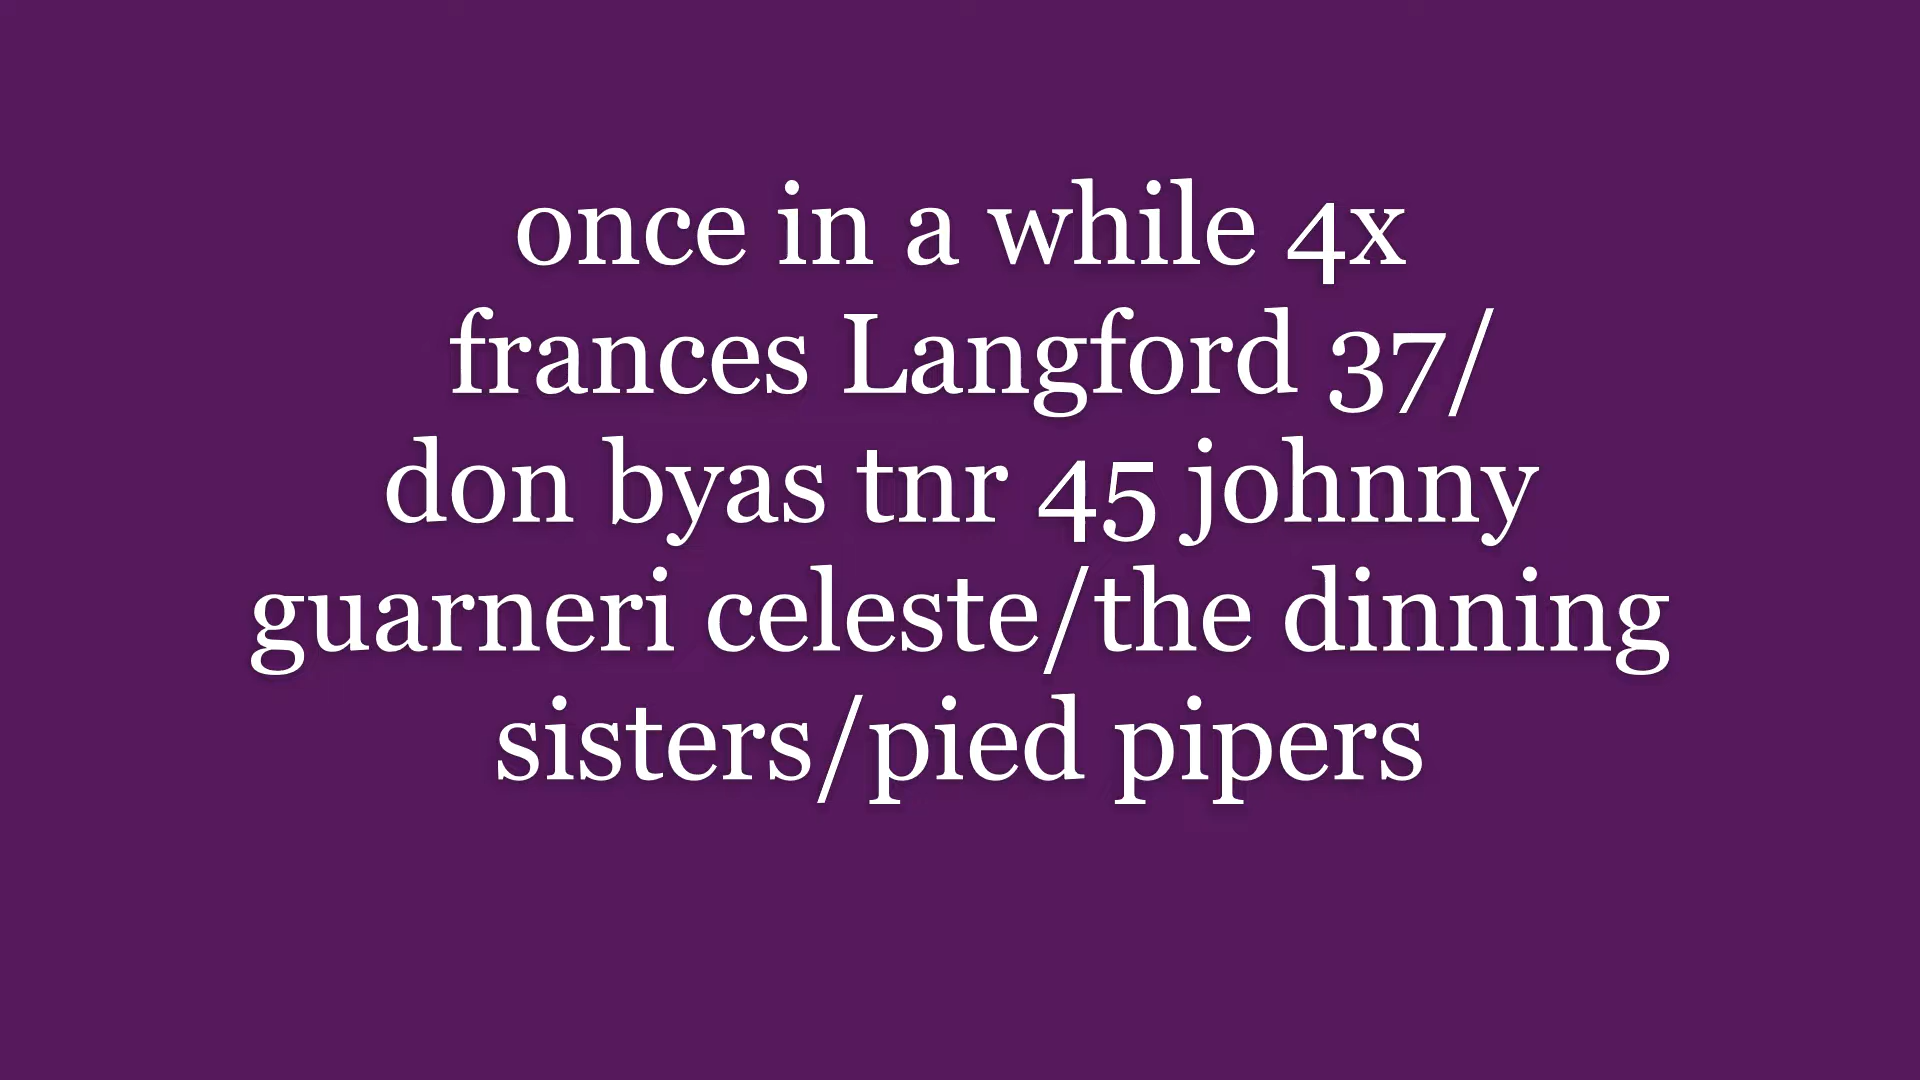 once in a while 4x
frances Langford 37/
don byas tnr 45 johnny
guarneri celeste/the dinning
sisters/pied pipers